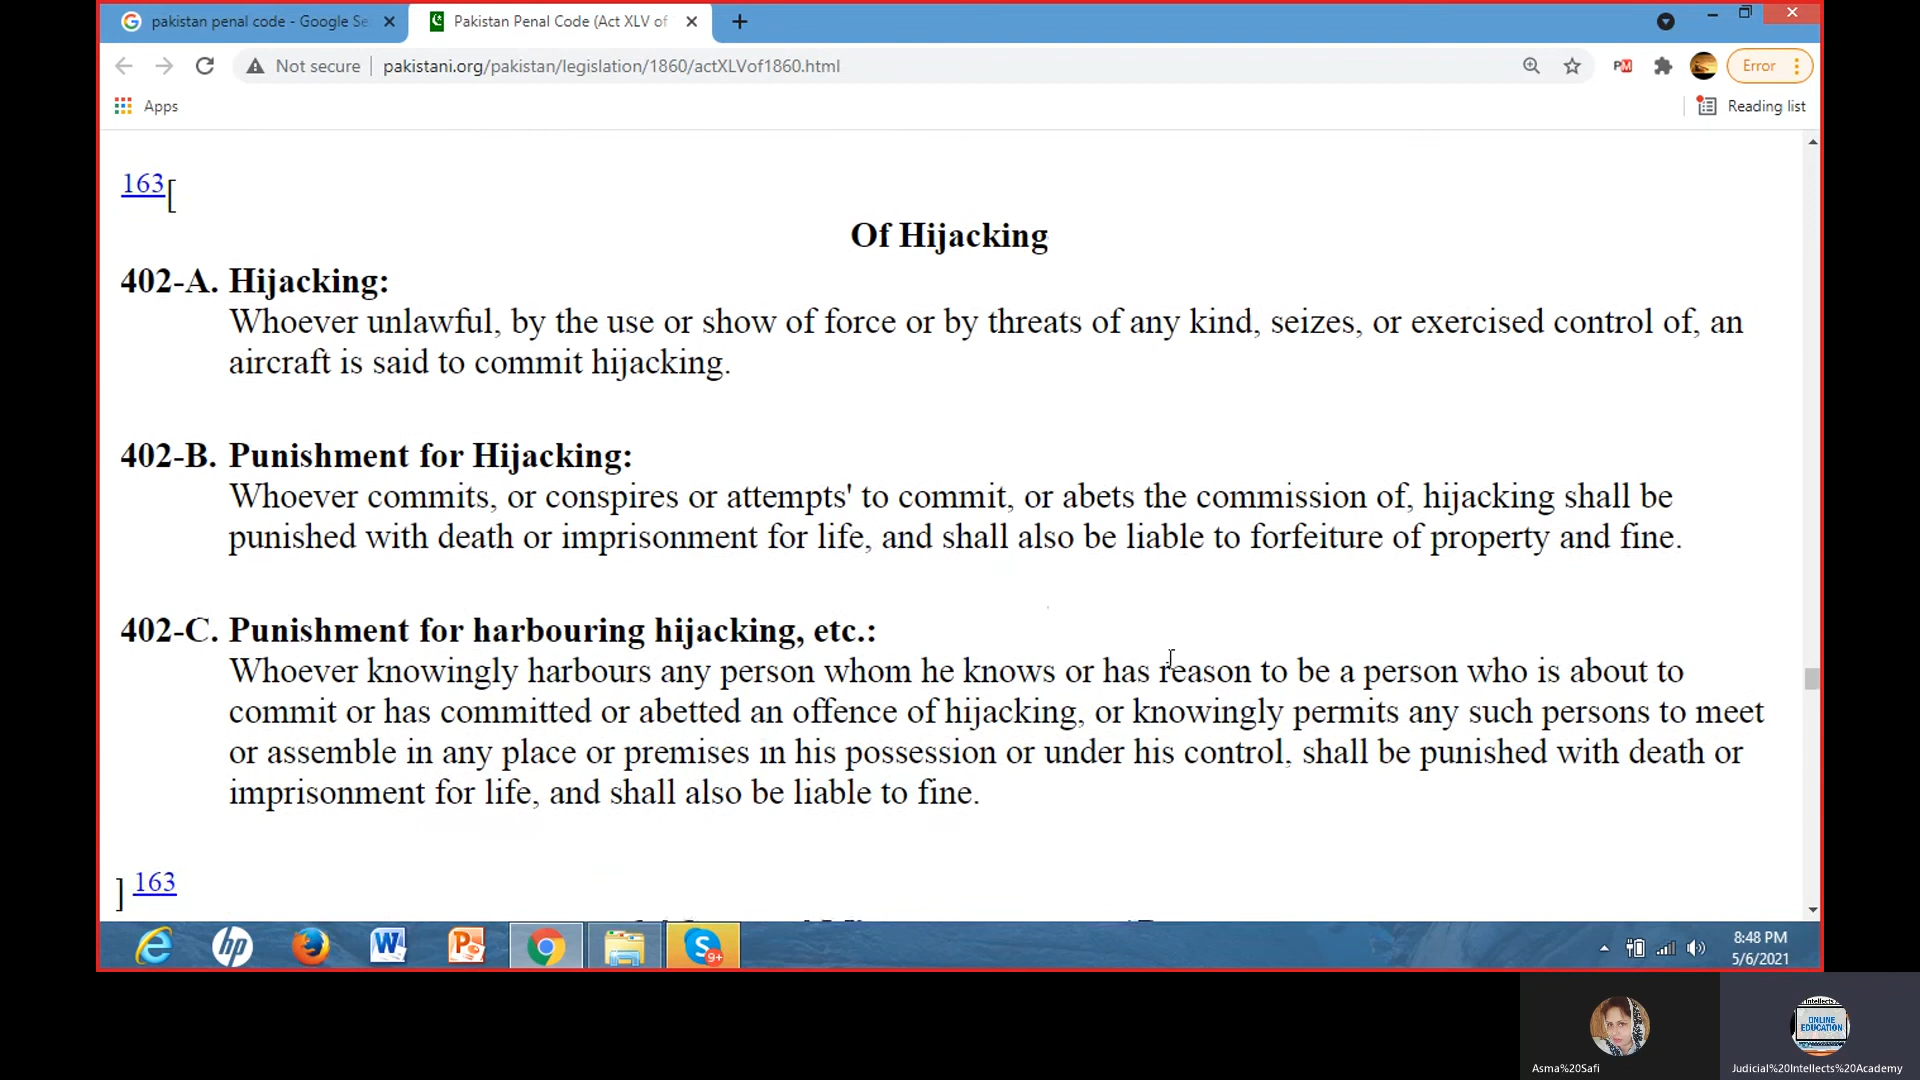 pakistan penal code - Google Se
Pakistan Penal Code (Act XLV of
Not secure
pakistani.org/pakistan/legislation/1860/actXLVof1860.html
Error
Apps
Reading list
163[
Of Hijacking
402-A. Hijacking:
Whoever unlawful, by the use or show of force or by threats of any kind, seizes, or exercised control of, an
aircraft is said to commit hijacking.
402-B. Punishment for Hijacking:
Whoever commits, or conspires or attempts' to commit, or abets the commission of, hijacking shall be
punished with death or imprisonment for life, and shall also be liable to forfeiture of property and fine.
402-C. Punishment for harbouring hijacking, etc.:
Whoever knowingly harbours any person whom he knows or has reason to be a person who is about to
commit or has committed or abetted an offence of hijacking, or knowingly permits any such persons to meet
or assemble in any place or premises in his possession or under his control, shall be punished with death or
imprisonment for life, and shall also be liable to fine.
] 163
hp
9+
8:48 PM
5/6/2021
ONLINE
EDUCATION
Asma%20Safi
Judicial%20Intellects%20Academy